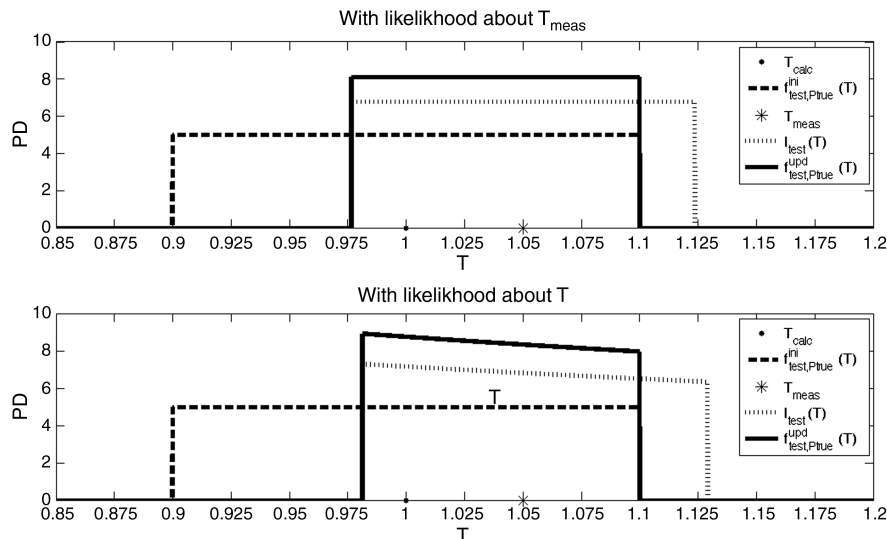 With likelikhood about T_meas
10
8
6
4
2
0
PD
0.85 0.875 0.9 0.925 0.95 0.975 1 1.025 1.05 1.075 1.1 1.125 1.15 1.175 1.2
T
T_calc
f^ini_test,Ptrue (T)
T_meas
l_test (T)
f^upd_test,Ptrue (T)
With likelikhood about T
10
8
6
4
2
0
PD
T
0.85 0.875 0.9 0.925 0.95 0.975 1 1.025 1.05 1.075 1.1 1.125 1.15 1.175 1.2
T
T_calc
f^ini_test,Ptrue (T)
T_meas
l_test (T)
f^upd_test,Ptrue (T)